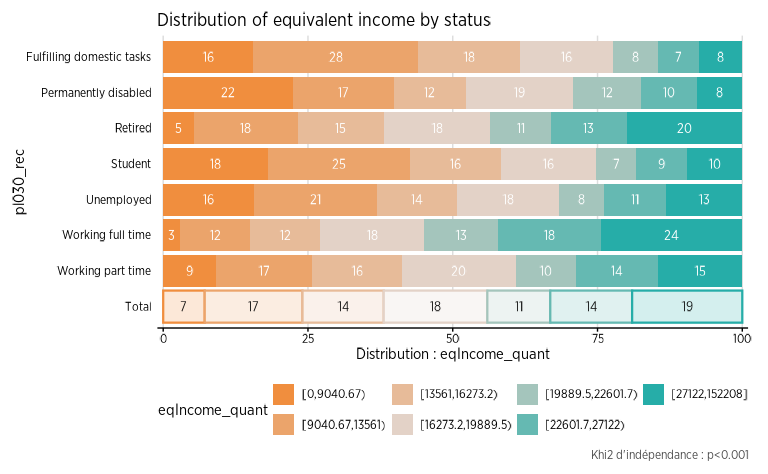 Distribution of equivalent income by status
pl030_rec
Fulfilling domestic tasks 16 28 18 16 8 7 8
Permanently disabled 22 17 12 19 12 10 8
Retired 5 18 15 18 11 13 20
Student 18 25 16 16 7 9 10
Unemployed 16 21 14 18 8 11 13
Working full time 3 12 12 18 13 18 24
Working part time 9 17 16 20 10 14 15
Total 7 17 14 18 11 14 19
0 25 50 75 100
Distribution : eqIncome_quant
eqIncome_quant
[0,9040.67) [13561,16273.2) [19889.5,22601.7) [27122,152208]
[9040.67,13561) [16273.2,19889.5) [22601.7,27122)
Khi2 d'indépendance : p<0.001